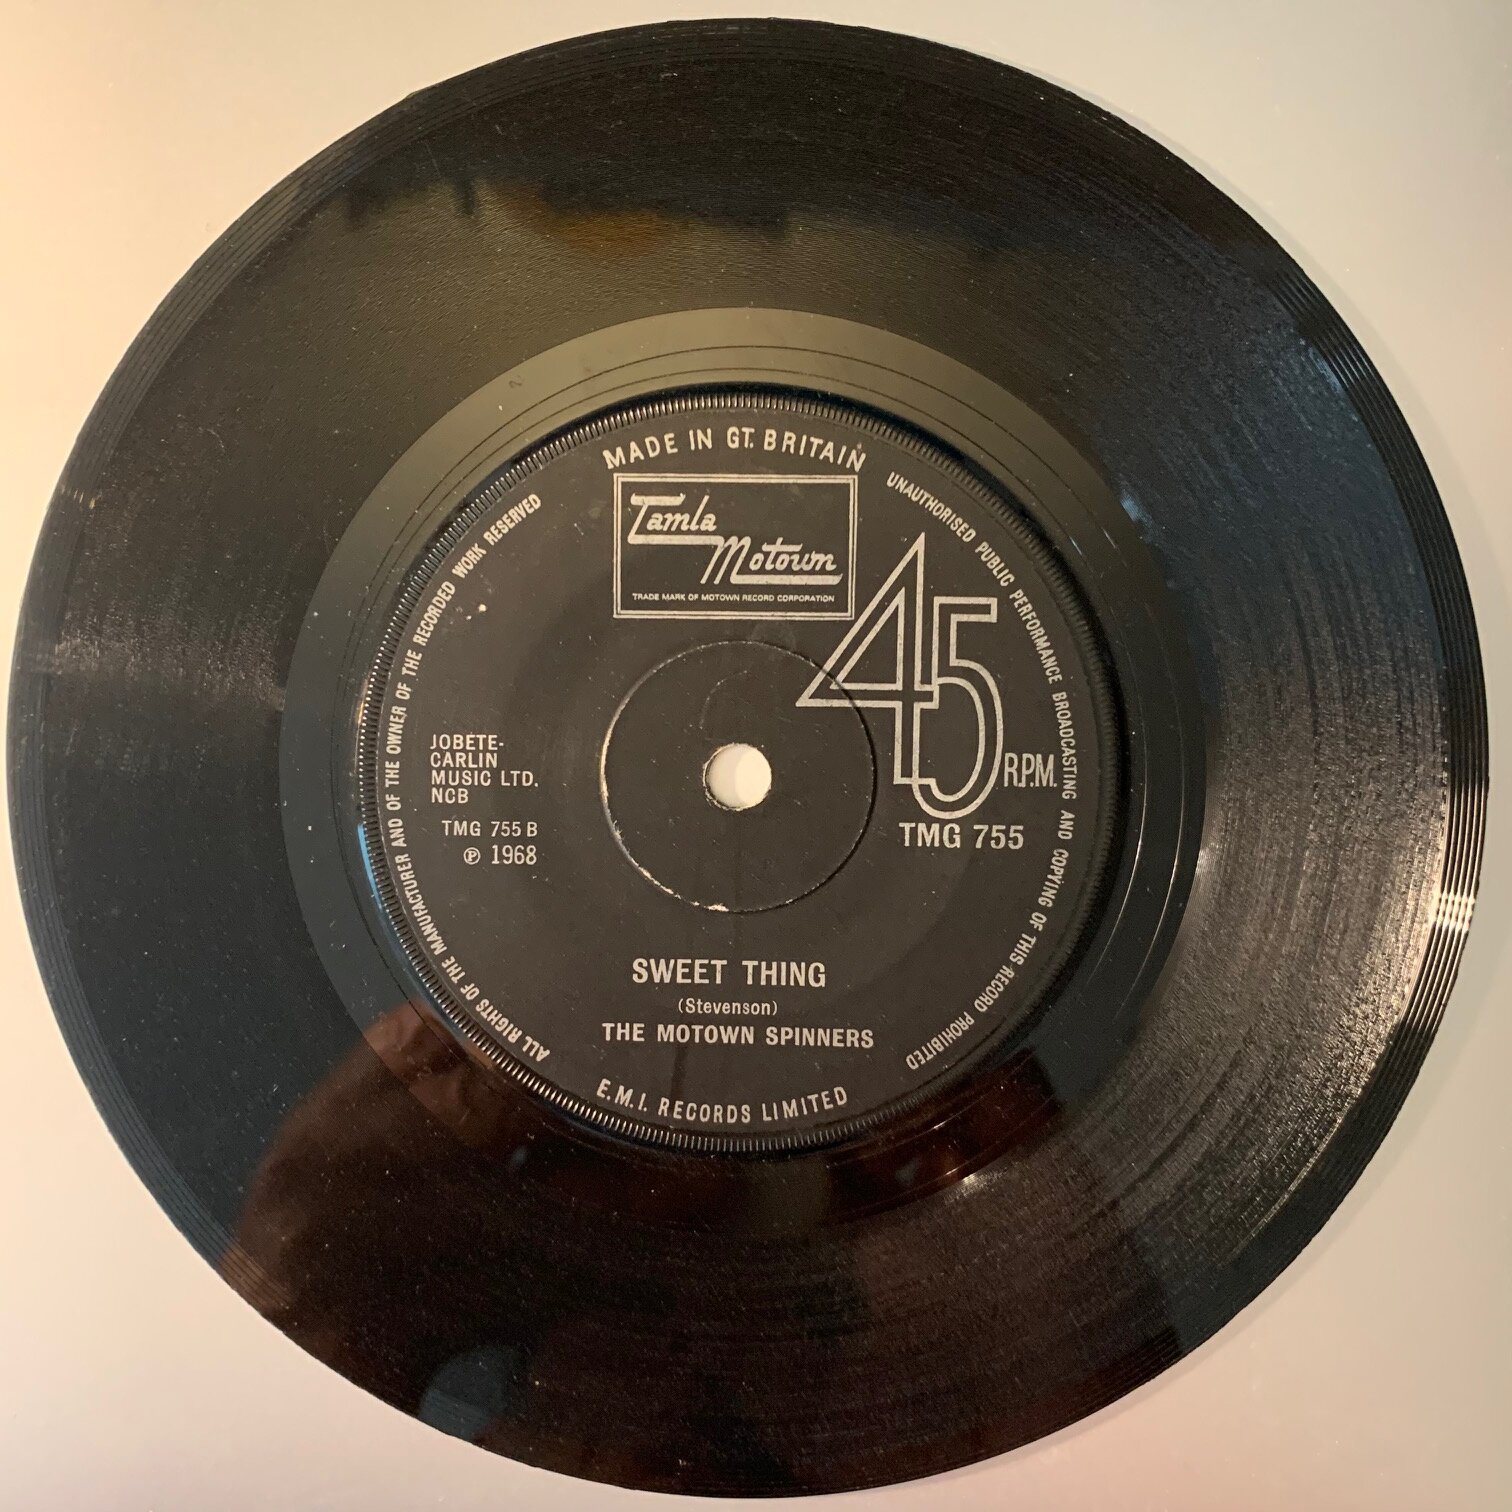 MADE IN GT. BRITAIN
Tamla
Motown
TRADE MARK OF MOTOWN RECORD CORPORATION
UNAUTHORISED PUBLIC PERFORMANCE BROADCASTING AND COPYING OF THIS RECORD PROHIBITED
ALL RIGHTS OF THE MANUFACTURER AND OF THE OWNER OF THE RECORDED WORK RESERVED
45
R.P.M.
TMG 755
JOBETE-
CARLIN
MUSIC LTD.
NCB
TMG 755 B
℗ 1968
SWEET THING
(Stevenson)
THE MOTOWN SPINNERS
E.M.I. RECORDS LIMITED